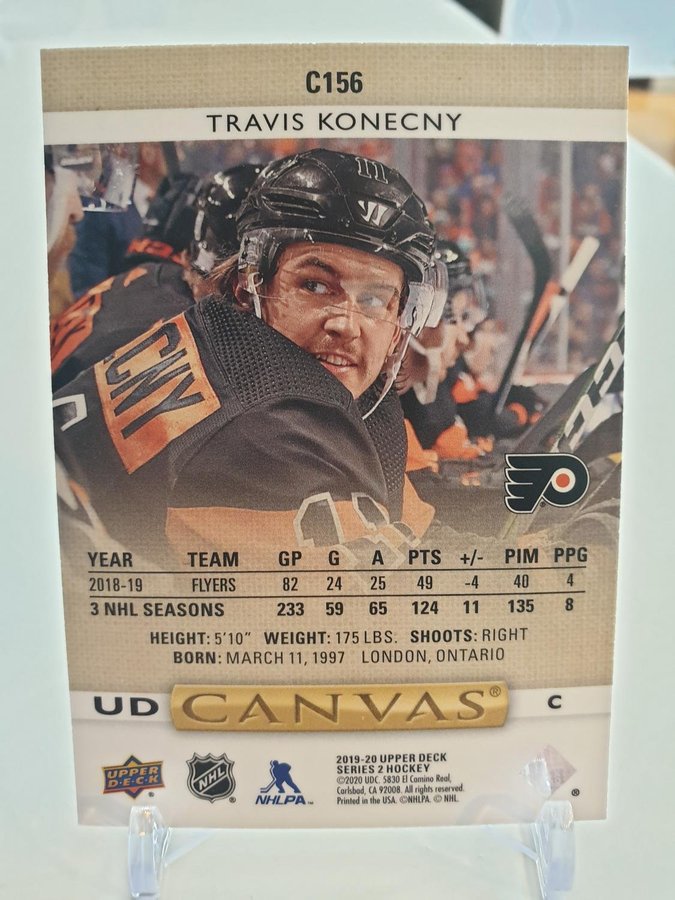 C156
TRAVIS KONECNY
11
CNY
YEAR TEAM GP G A PTS +/- PIM PPG
2018-19 FLYERS 82 24 25 49 -4 40 4
3 NHL SEASONS 233 59 65 124 11 135 8
HEIGHT: 5'10" WEIGHT: 175 LBS. SHOOTS: RIGHT
BORN: MARCH 11, 1997 LONDON, ONTARIO
UD CANVAS® C
UPPER DECK®
NHL®
NHLPA™
2019-20 UPPER DECK
SERIES 2 HOCKEY
©2020 UDC. 5830 El Camino Real,
Carlsbad, CA 92008. All rights reserved.
Printed in the USA. ©NHLPA. © NHL.
®